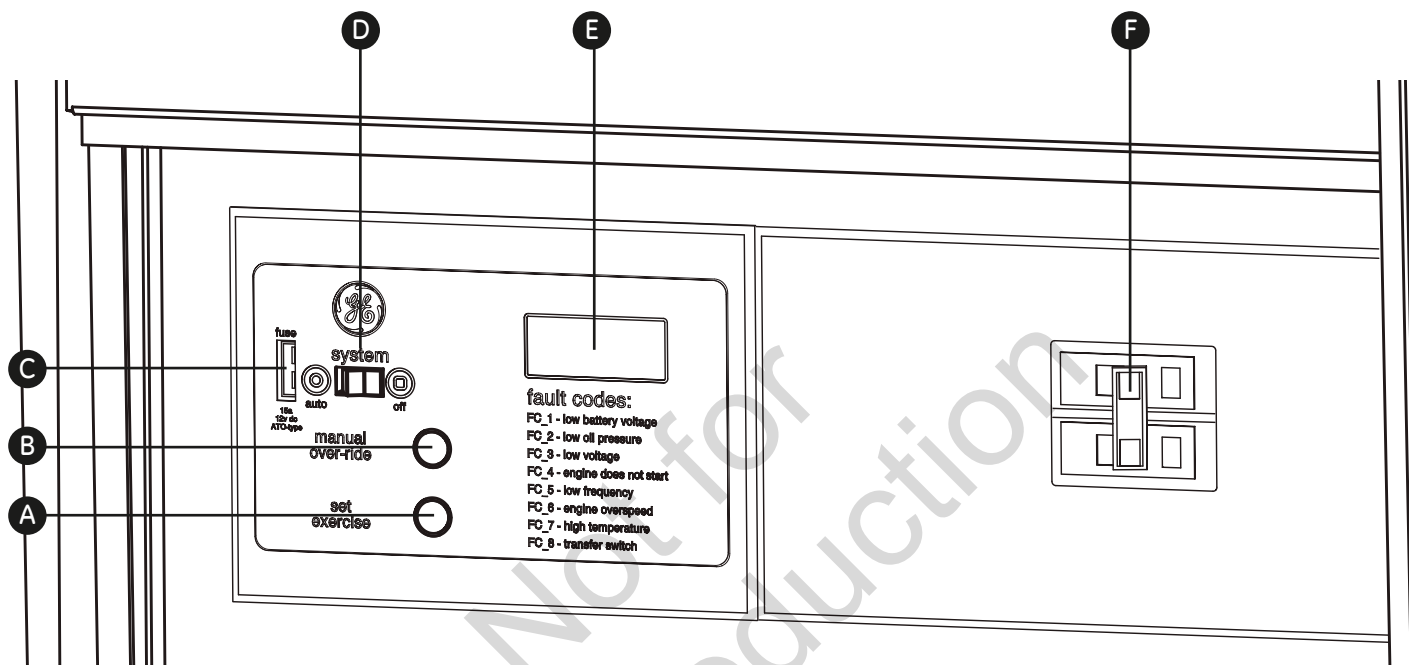 D
E
F
C
B
A
GE
fuse
system
auto
off
15a
12v dc
ATO-type
manual
over-ride
set
exercise
fault codes:
FC_1 - low battery voltage
FC_2 - low oil pressure
FC_3 - low voltage
FC_4 - engine does not start
FC_5 - low frequency
FC_6 - engine overspeed
FC_7 - high temperature
FC_8 - transfer switch
Not for